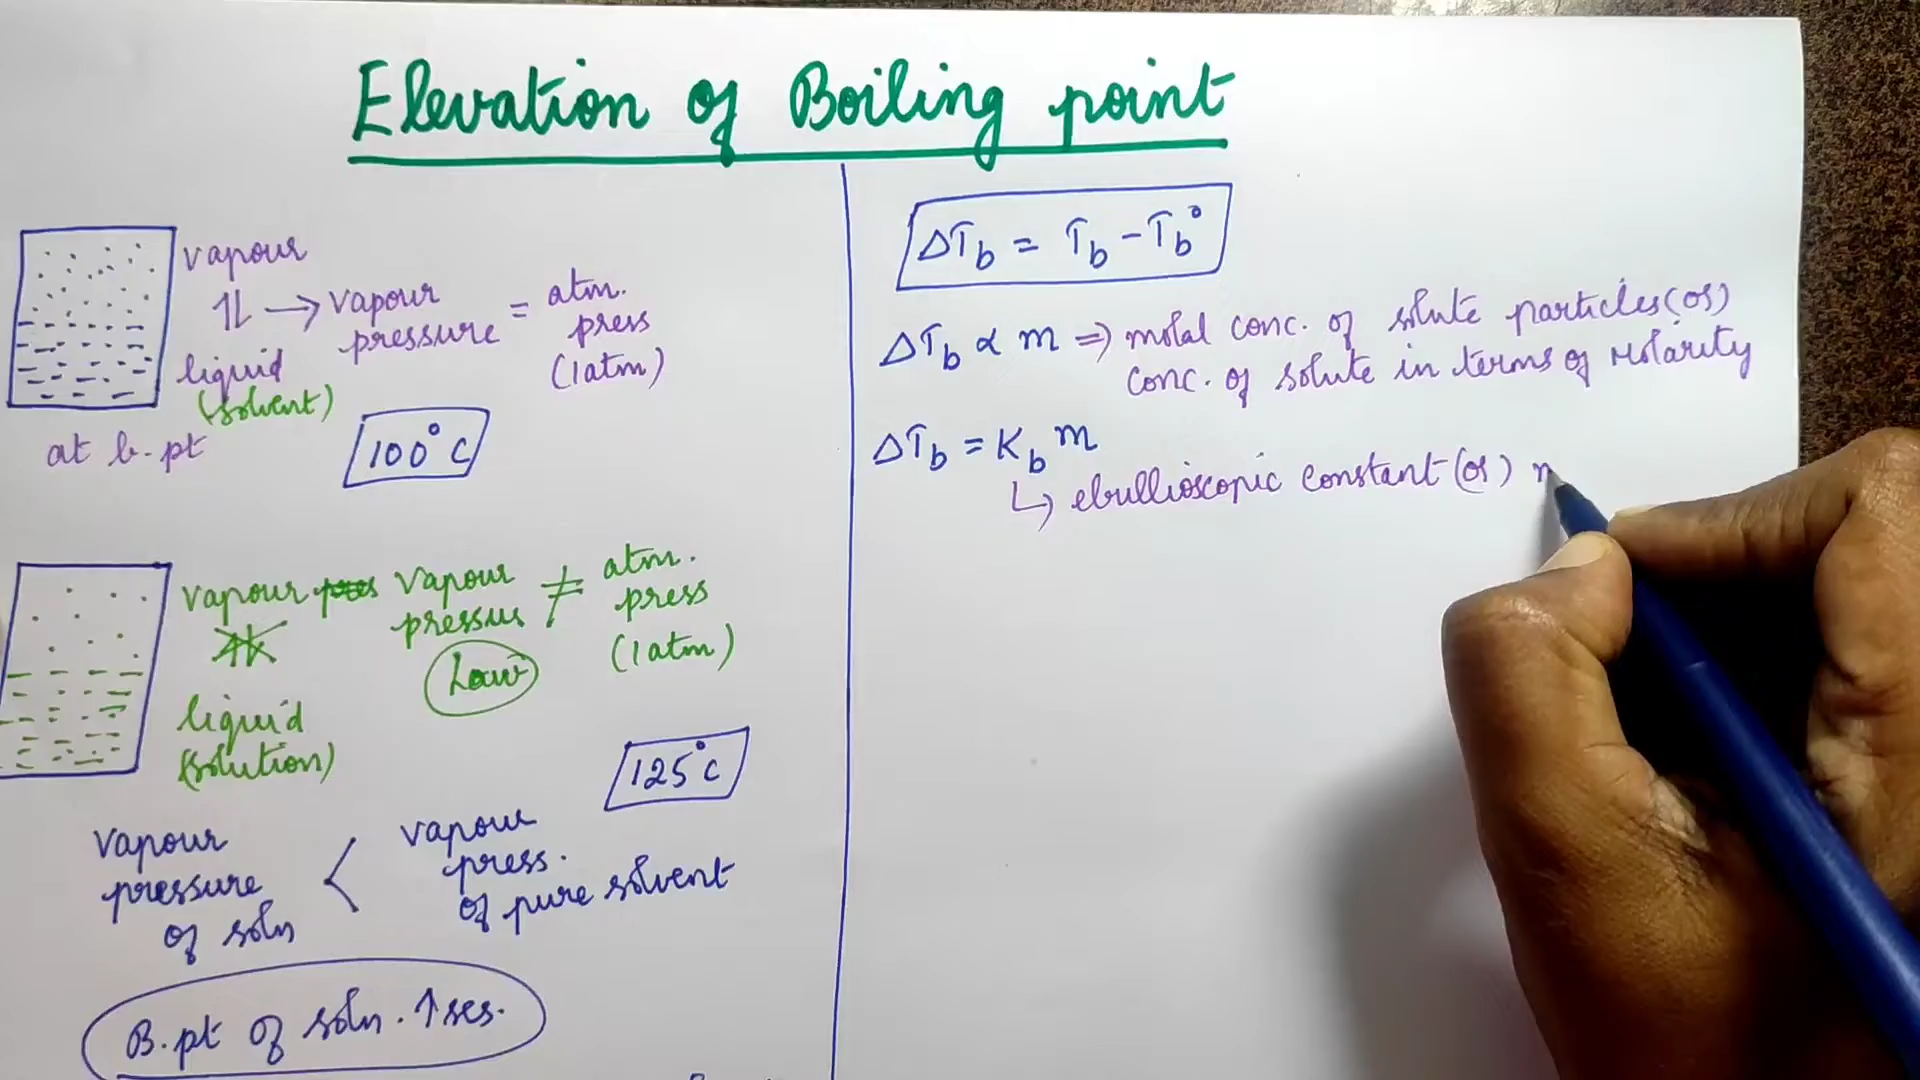 Elevation of Boiling point
vapour
⇅ → vapour pressure = atm. press (1atm)
liquid
(solvent)
at b.pt
100°C
vapour vapour pressure ≠ atm. press (1atm)
Low
liquid
(solution)
125°C
vapour pressure of soln < vapour press. of pure solvent
B.pt of soln. ↑ses.
ΔTb = Tb - Tb°
ΔTb ∝ m ⇒ molal conc. of solute particles (or)
conc. of solute in terms of Molarity
ΔTb = Kb m
↳ ebullioscopic constant (or)